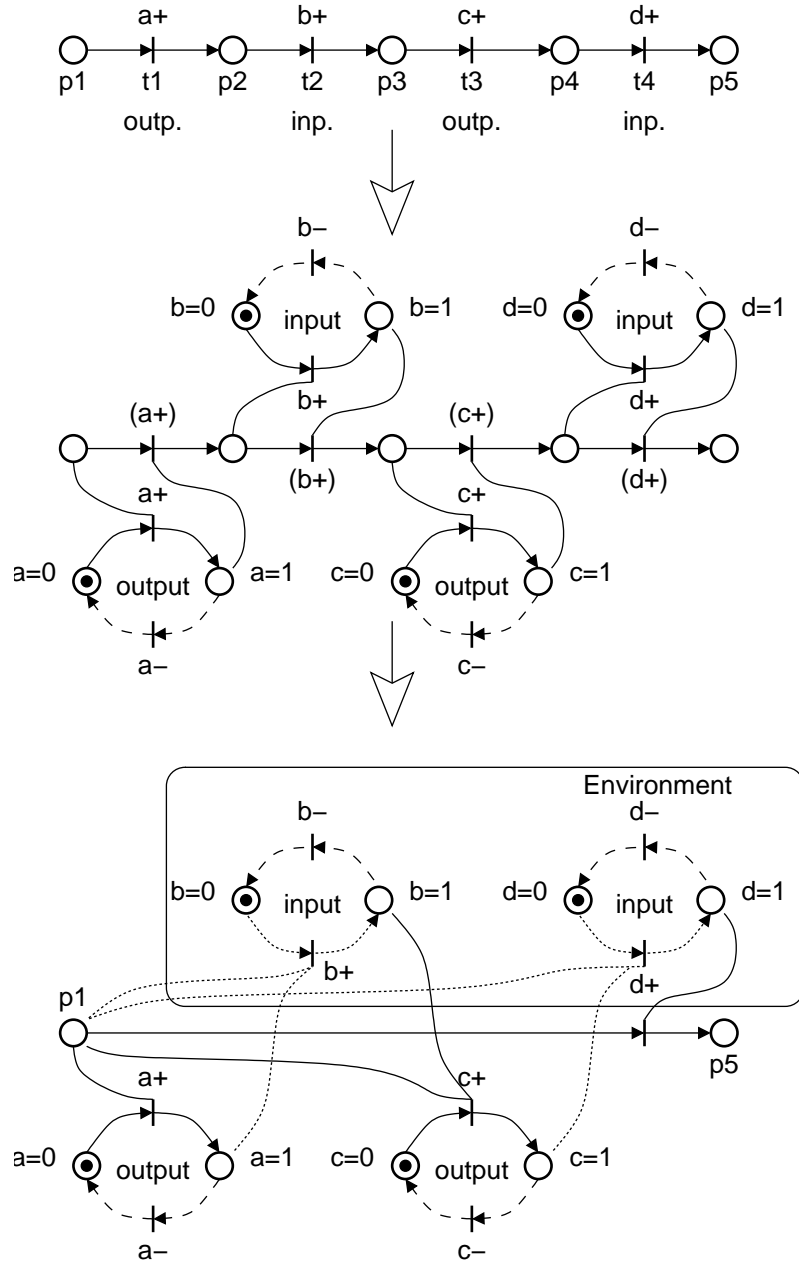 a+ b+ c+ d+
p1 t1 p2 t2 p3 t3 p4 t4 p5
outp. inp. outp. inp.
b− d−
b=0 input b=1 d=0 input d=1
b+ d+
(a+) (c+)
(b+) (d+)
a+ c+
a=0 output a=1 c=0 output c=1
a− c−
Environment
b− d−
b=0 input b=1 d=0 input d=1
b+ d+
p1
p5
a+ c+
a=0 output a=1 c=0 output c=1
a− c−